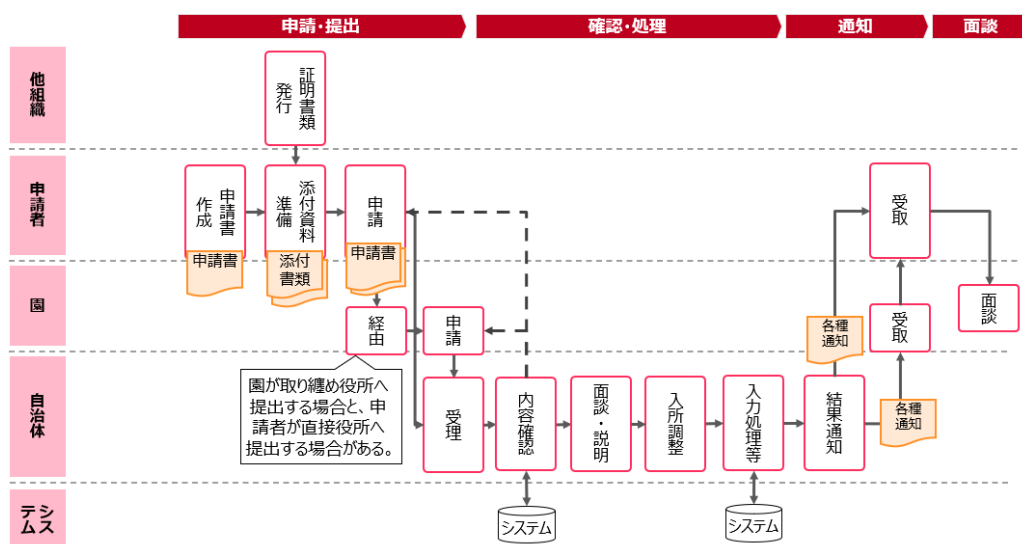 申請・提出
確認・処理
通知
面談
他組織
証明書類
発行
申請者
申請書
作成
添付資料
準備
申請
受取
申請書
添付
書類
申請書
園
経由
申請
各種
通知
受取
面談
園が取り纏め役所へ
提出する場合と、申
請者が直接役所へ
提出する場合がある。
自治体
受理
内容確認
面談・説明
入所調整
入力処理等
結果通知
各種
通知
シス
テム
システム
システム